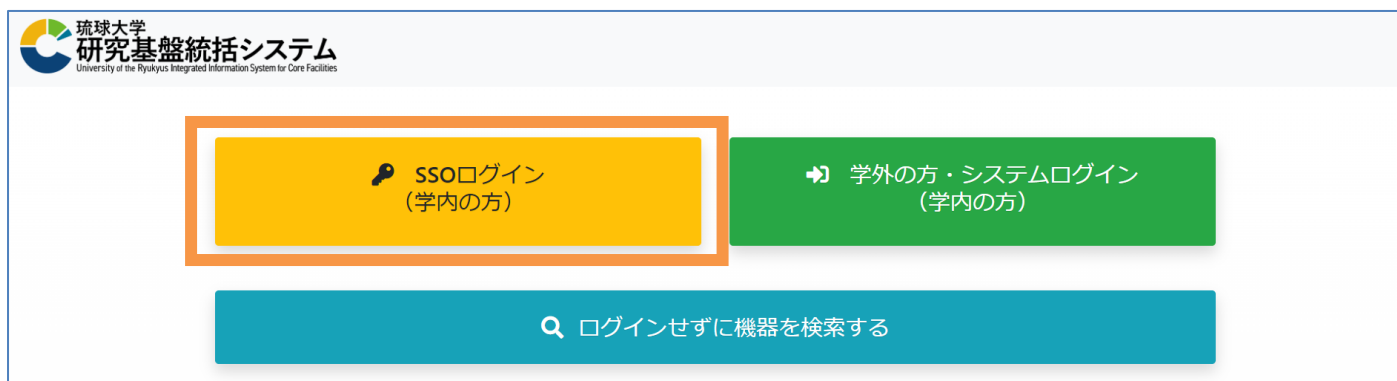 琉球大学
研究基盤統括システム
University of the Ryukyus Integrated Information System for Core Facilities
SSOログイン
（学内の方）
学外の方・システムログイン
（学内の方）
ログインせずに機器を検索する